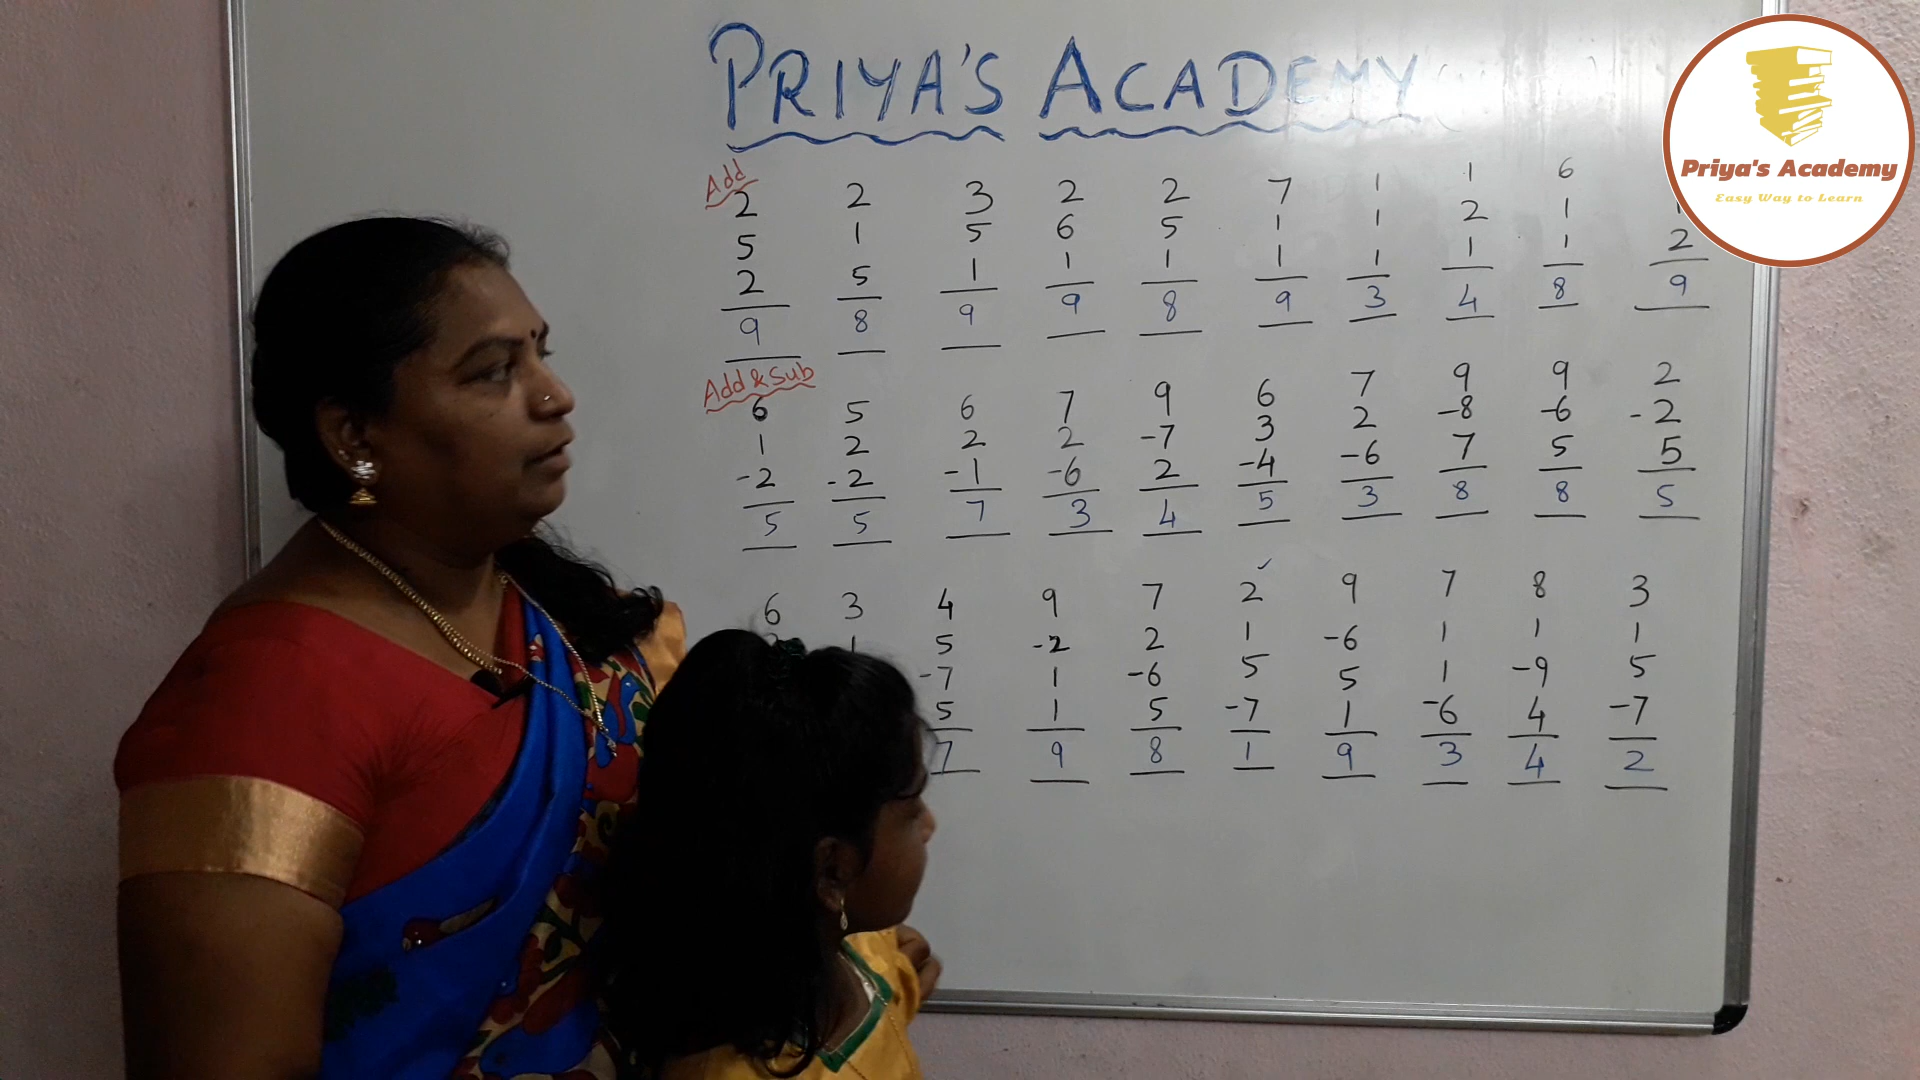 PRIYA'S ACADEMY
Priya's Academy
Easy Way to Learn
Add
2 2 3 2 2 7 1 1 6
5 1 5 6 5 1 1 2 1 1
2 5 1 1 1 1 1 1 1 2
9 8 9 9 8 9 3 4 8 9
Add & Sub
6 5 6 7 9 6 7 9 9 2
1 2 2 2 -7 3 2 -8 -6 -2
-2 -2 -1 -6 2 -4 -6 7 5 5
5 5 7 3 4 5 3 8 8 5
6 3 4 9 7 2 9 7 8 3
1 5 -2 2 1 -6 1 1 1
-7 1 -6 5 5 1 -9 5
5 1 5 -7 1 -6 4 -7
7 9 8 1 9 3 4 2